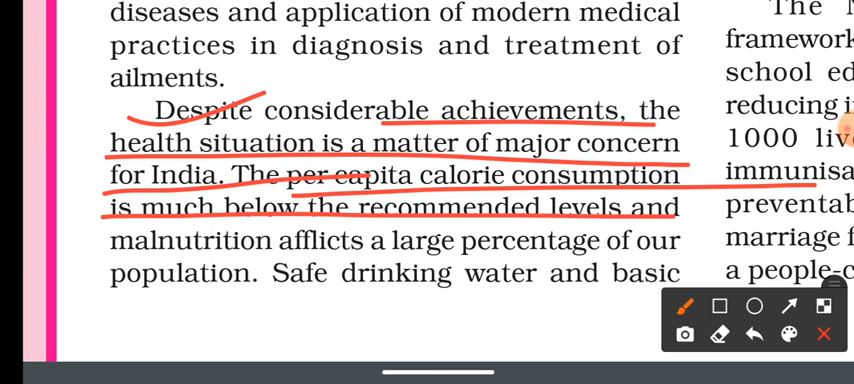 diseases and application of modern medical
practices in diagnosis and treatment of
ailments.
Despite considerable achievements, the
health situation is a matter of major concern
for India. The per capita calorie consumption
is much below the recommended levels and
malnutrition afflicts a large percentage of our
population. Safe drinking water and basic
The
framework
school ed
reducing i
1000 liv
immunisa
preventab
marriage f
a people-c